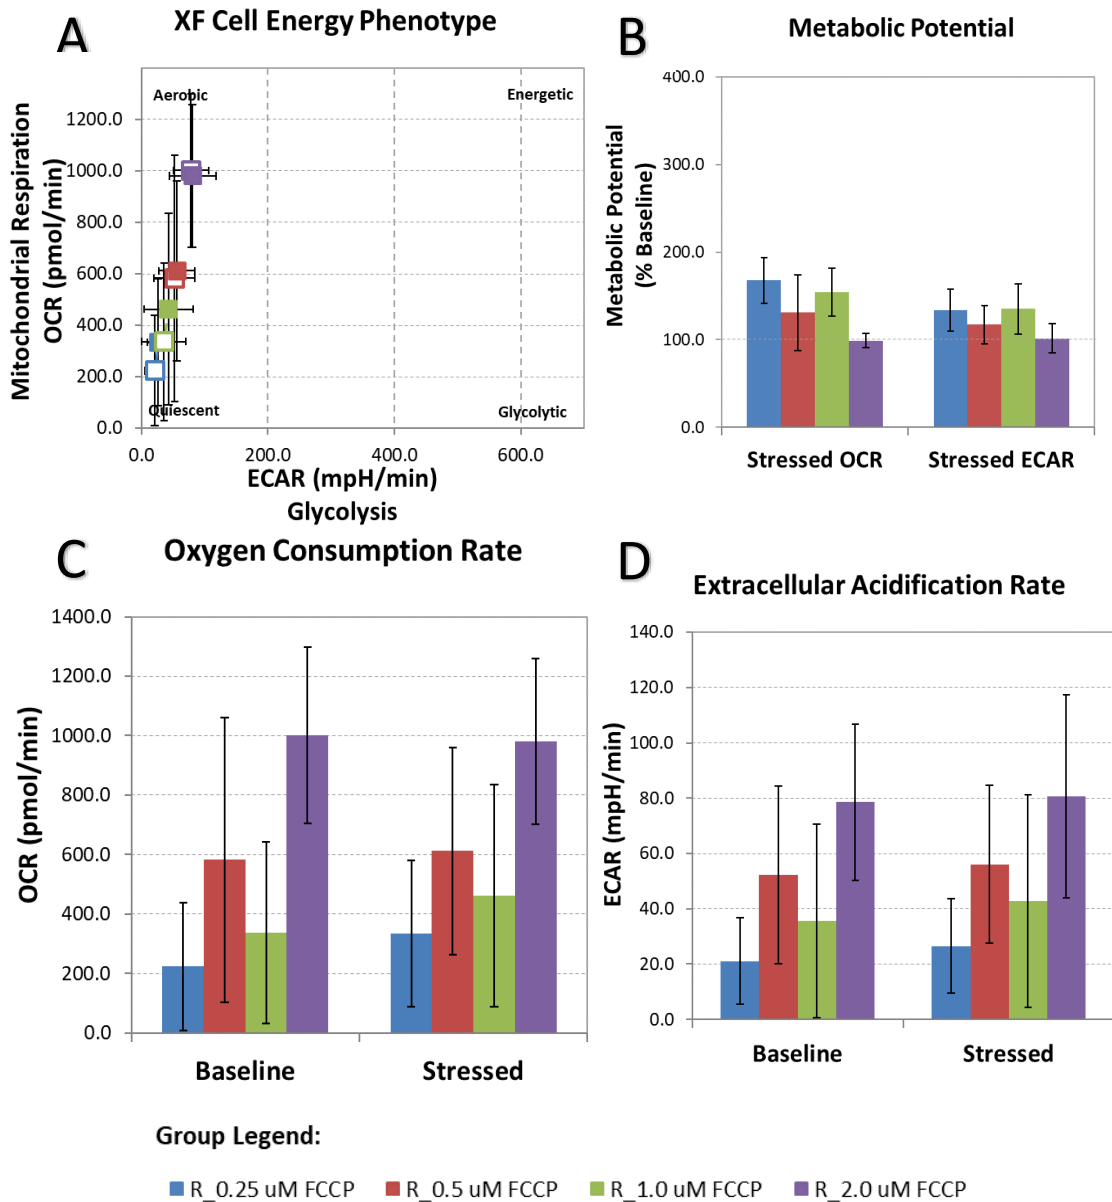 A
XF Cell Energy Phenotype
Mitochondrial Respiration
OCR (pmol/min)
1200.0
1000.0
800.0
600.0
400.0
200.0
0.0
Aerobic
Energetic
Quiescent
Glycolytic
0.0 200.0 400.0 600.0
ECAR (mpH/min)
Glycolysis
B
Metabolic Potential
Metabolic Potential
(% Baseline)
400.0
300.0
200.0
100.0
0.0
Stressed OCR Stressed ECAR
C
Oxygen Consumption Rate
OCR (pmol/min)
1400.0
1200.0
1000.0
800.0
600.0
400.0
200.0
0.0
Baseline Stressed
D
Extracellular Acidification Rate
ECAR (mpH/min)
140.0
120.0
100.0
80.0
60.0
40.0
20.0
0.0
Baseline Stressed
Group Legend:
R_0.25 uM FCCP R_0.5 uM FCCP R_1.0 uM FCCP R_2.0 uM FCCP